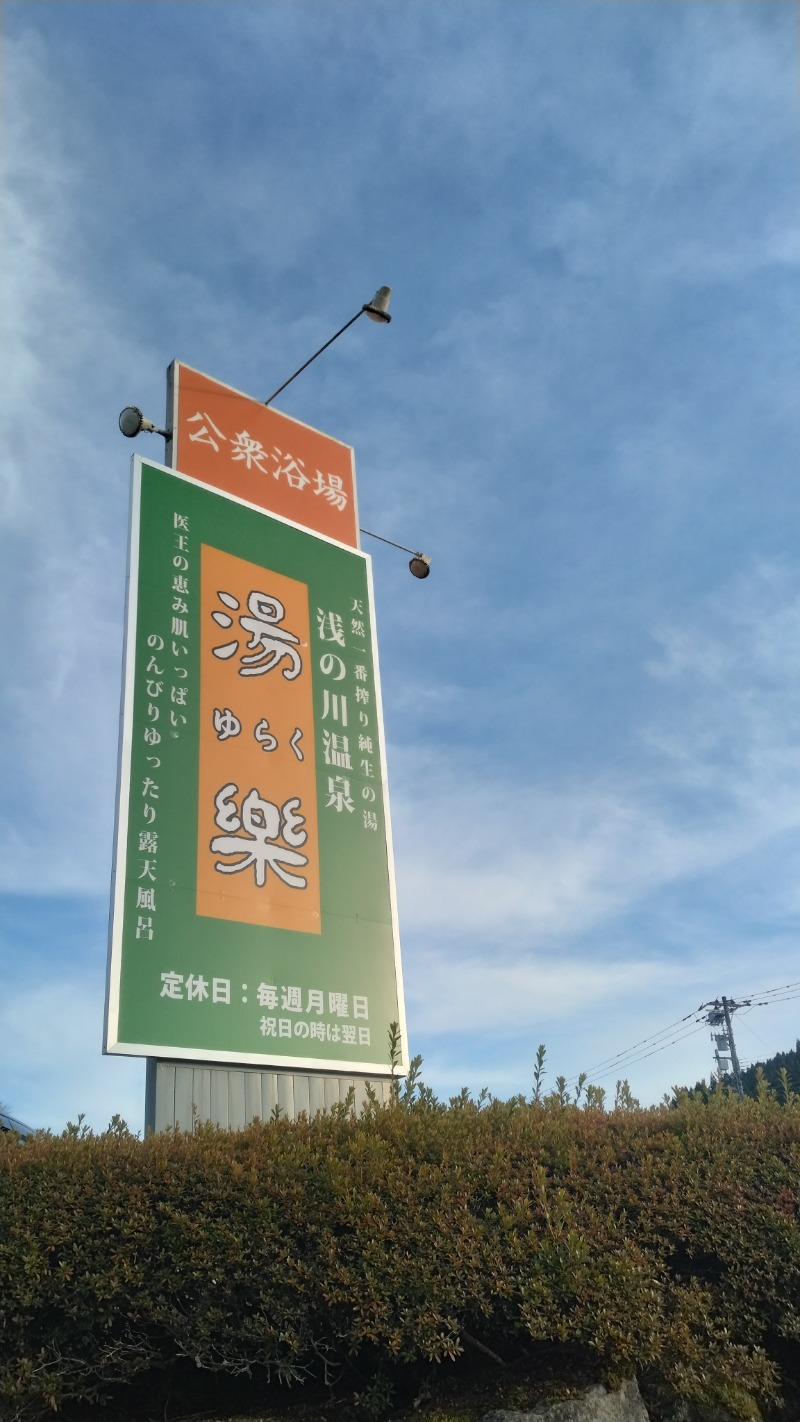 公衆浴場
天然一番搾り純生の湯
浅の川温泉
湯
ゆらく
樂
医王の恵み肌いっぱい
のんびりゆったり露天風呂
定休日：毎週月曜日
祝日の時は翌日